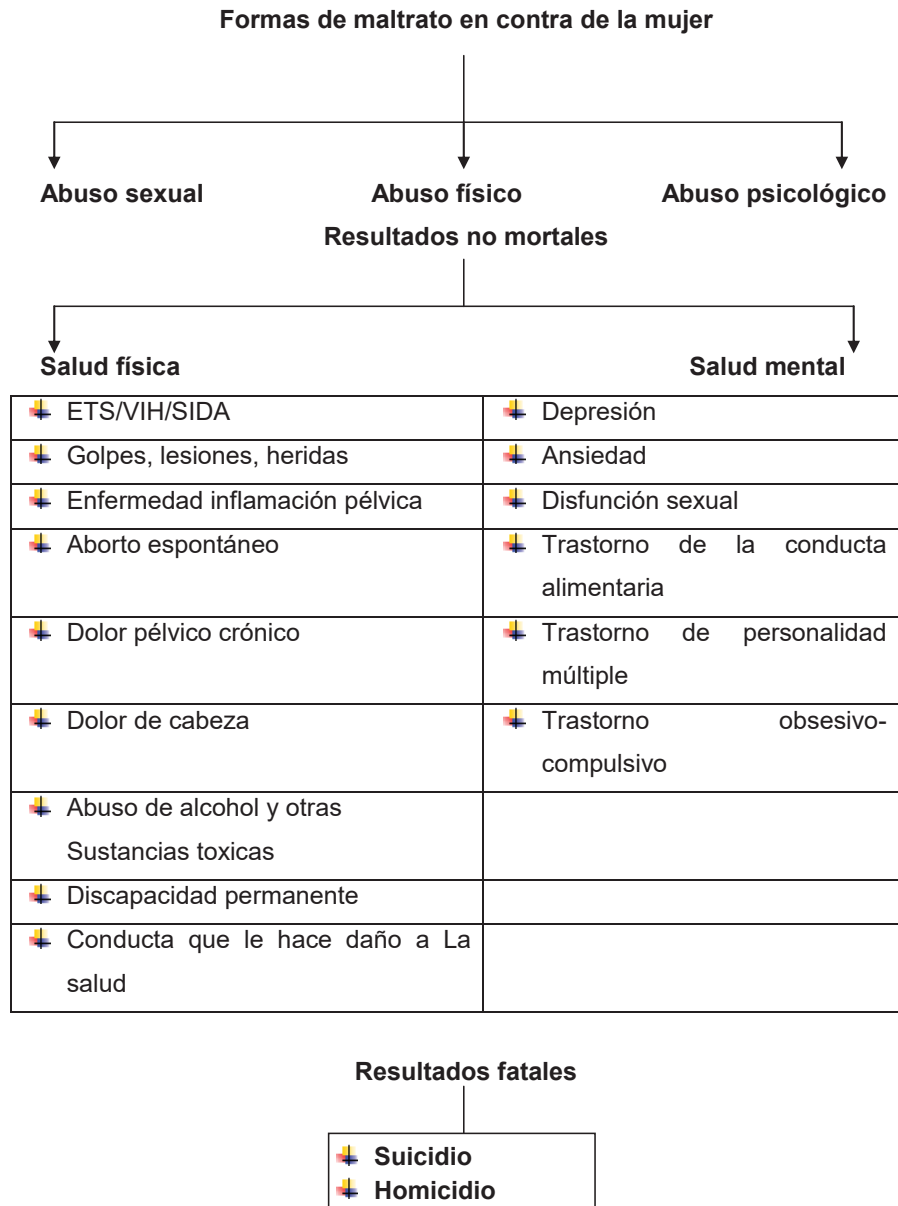 Formas de maltrato en contra de la mujer
Abuso sexual Abuso físico Abuso psicológico
Resultados no mortales
Salud física Salud mental
ETS/VIH/SIDA Depresión
Golpes, lesiones, heridas Ansiedad
Enfermedad inflamación pélvica Disfunción sexual
Aborto espontáneo Trastorno de la conducta
alimentaria
Dolor pélvico crónico Trastorno de personalidad
múltiple
Dolor de cabeza Trastorno obsesivo-
compulsivo
Abuso de alcohol y otras
Sustancias toxicas
Discapacidad permanente
Conducta que le hace daño a La
salud
Resultados fatales
Suicidio
Homicidio